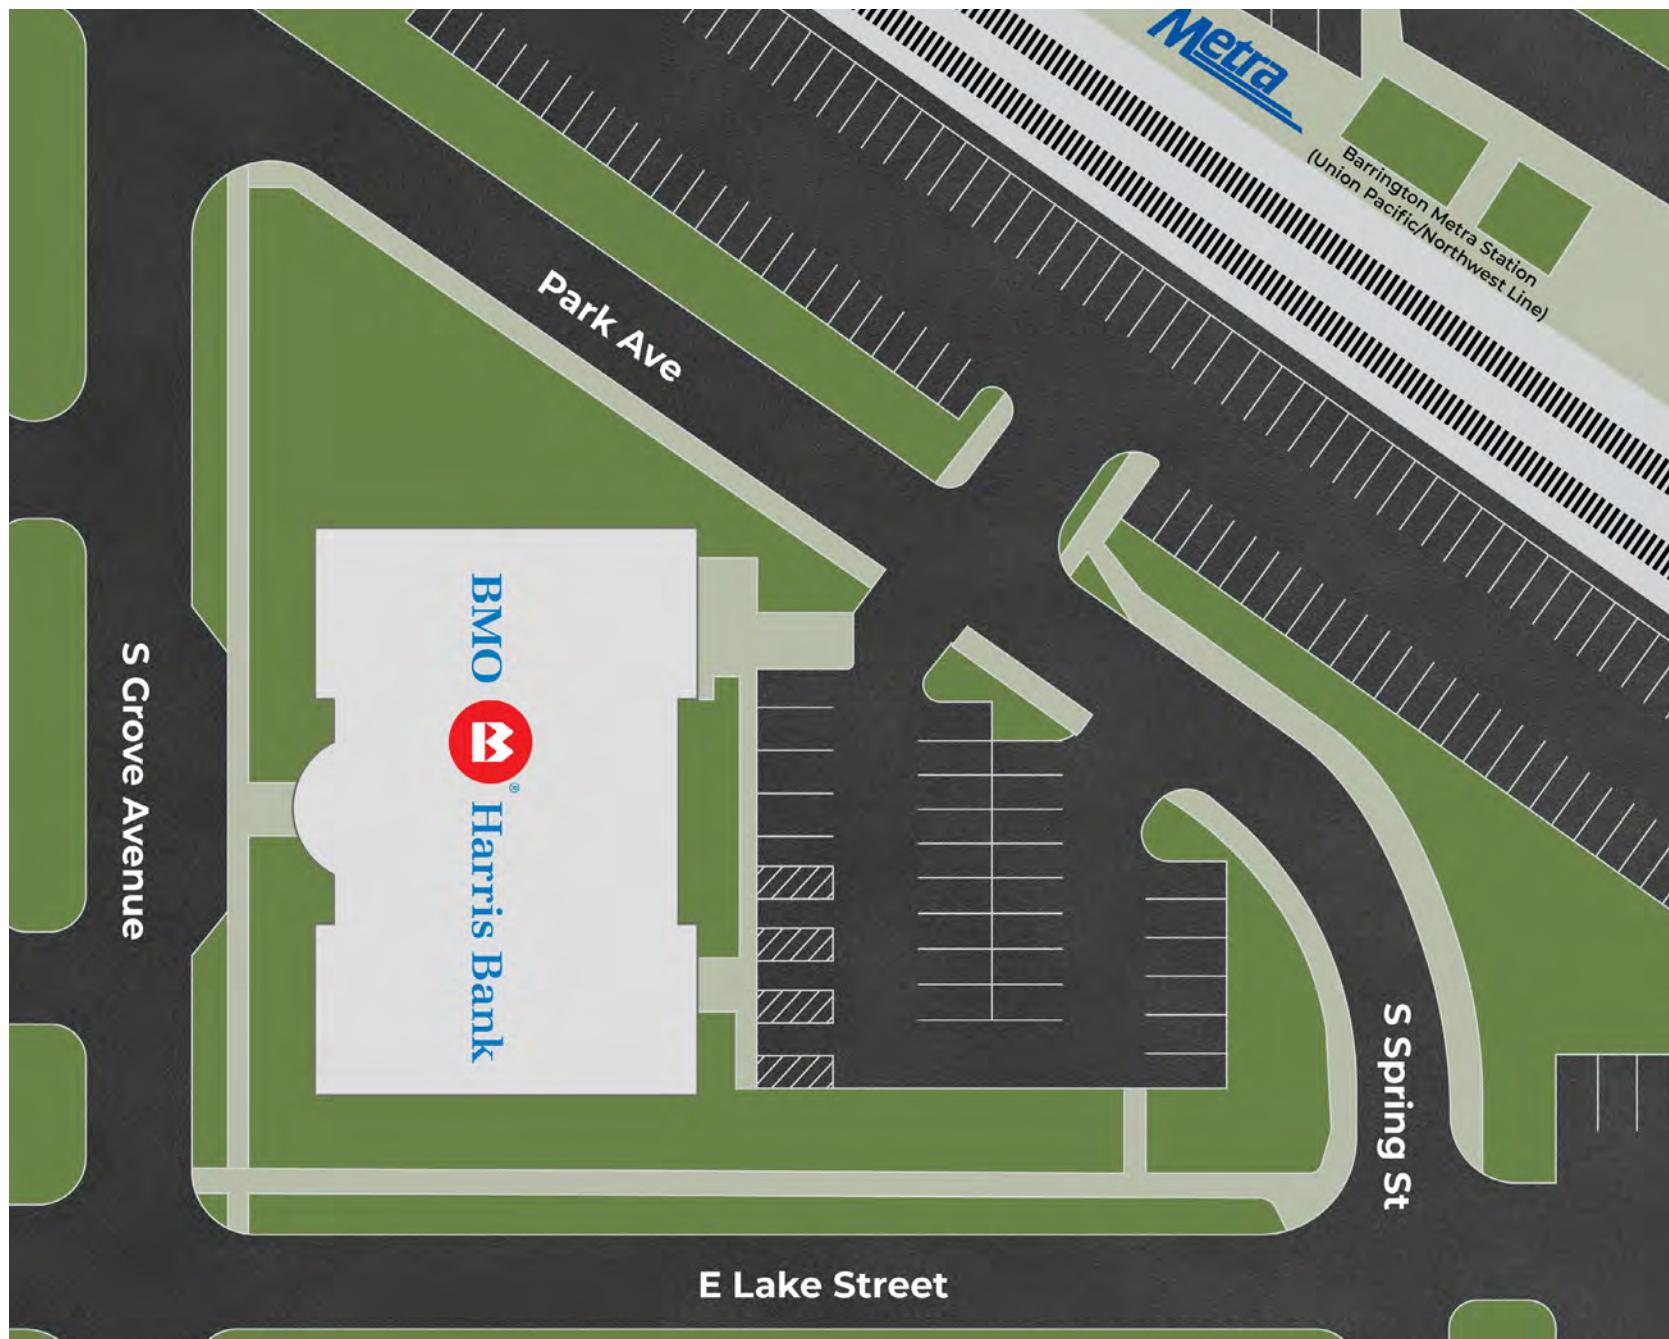 Metra
Barrington Metra Station
(Union Pacific/Northwest Line)
Park Ave
BMO Harris Bank
®
S Grove Avenue
S Spring St
E Lake Street